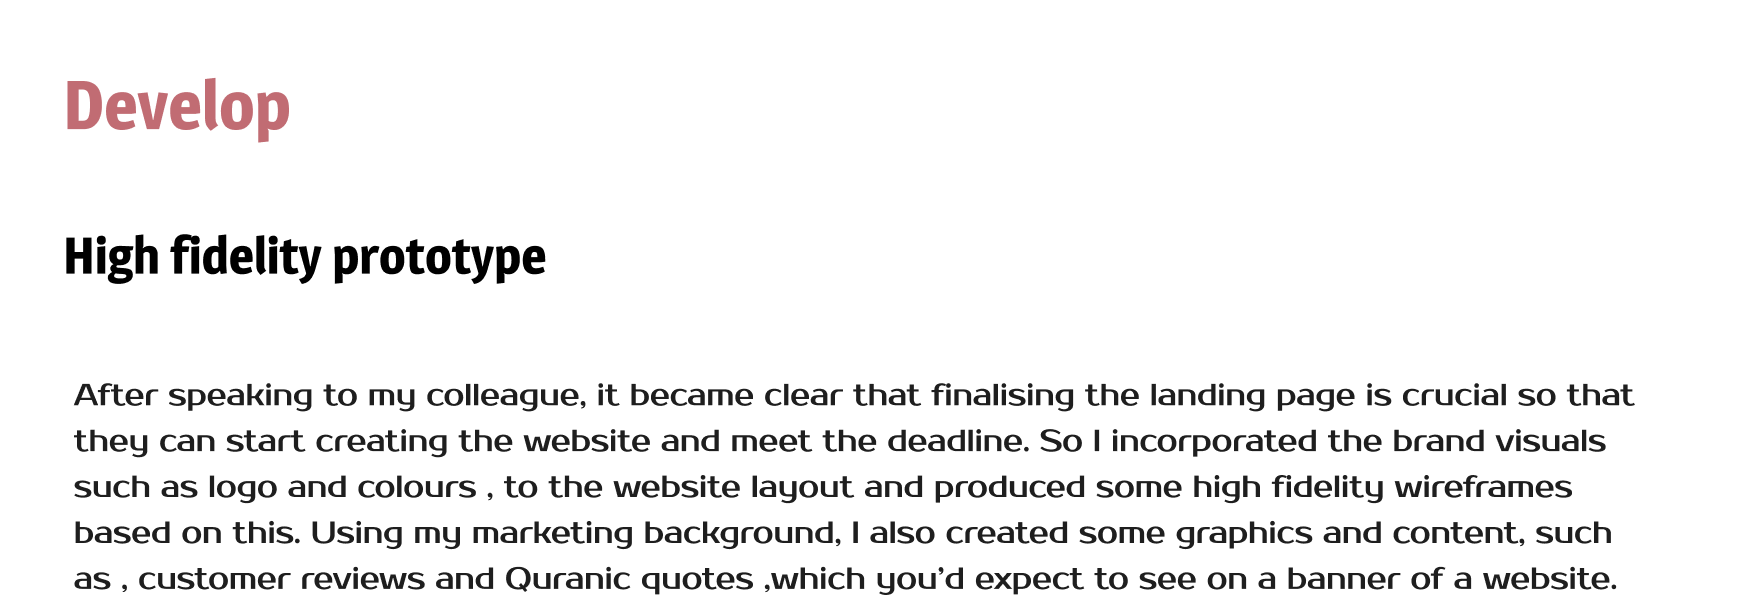 Develop
High fidelity prototype
After speaking to my colleague, it became clear that finalising the landing page is crucial so that
they can start creating the website and meet the deadline. So I incorporated the brand visuals
such as logo and colours , to the website layout and produced some high fidelity wireframes
based on this. Using my marketing background, I also created some graphics and content, such
as , customer reviews and Quranic quotes ,which you’d expect to see on a banner of a website.